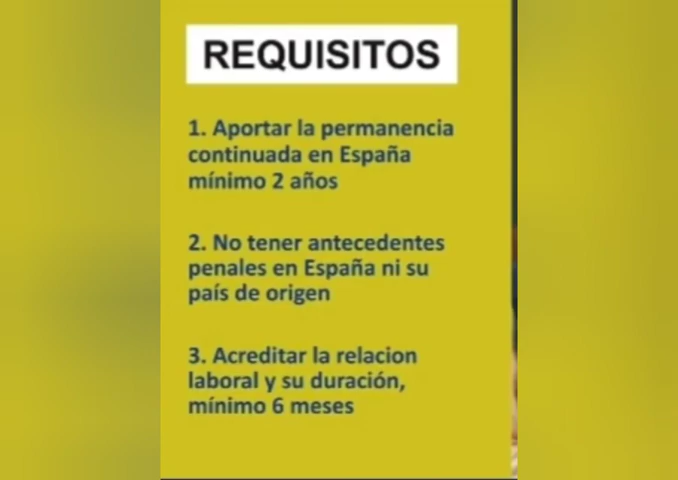 REQUISITOS
1. Aportar la permanencia
continuada en España
mínimo 2 años
2. No tener antecedentes
penales en España ni su
país de origen
3. Acreditar la relacion
laboral y su duración,
mínimo 6 meses